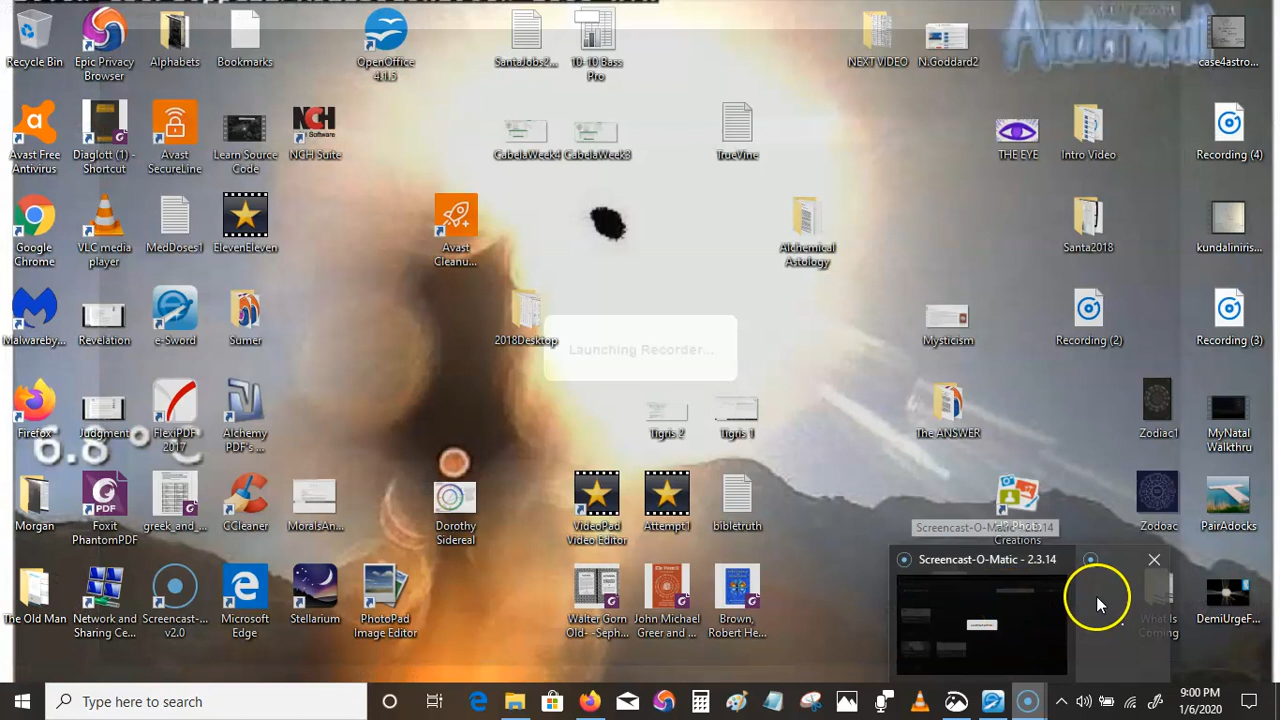 Recycle Bin
Epic Privacy
Browser
Alphabets
Bookmarks
OpenOffice
4.1.5
SantaJobs2...
10-10 Bass
Pro
NEXT VIDEO
N.Goddard2
case4astro...
Avast Free
Antivirus
Diaglott (1) -
Shortcut
Avast
SecureLine
Learn Source
Code
NCH
Software
NCH Suite
CabelaWeek4
CabelaWeek3
TrueVine
THE EYE
Intro Video
Recording (4)
Google
Chrome
VLC media
player
MedDoses1
ElevenEleven
Avast
Cleanu...
Alchemical
Astology
Santa2018
kundaliniris...
Malwareby...
Revelation
e-Sword
Sumer
2018Desktop
Launching Recorder...
Mysticism
Recording (2)
Recording (3)
Firefox
Judgment
FlexiPDF
2017
Alchemy
PDF's ...
Tigris 2
Tigris 1
The ANSWER
Zodiac1
MyNatal
Walkthru
6.8°C
Morgan
Foxit
PhantomPDF
greek_and_...
CCleaner
MoralsAn...
Dorothy
Sidereal
VideoPad
Video Editor
Attempt1
bibletruth
Creations
Zodoac
PairAdocks
Screencast-O-Matic - 2.3.14
Screencast-O-Matic - 2.3.14
The Old Man
Network and
Sharing Ce...
Screencast-...
v2.0
Microsoft
Edge
Stellarium
PhotoPad
Image Editor
Walter Gorn
Old- -Seph...
John Michael
Greer and ...
Brown,
Robert He...
What Is
Coming
DemiUrgeF...
Type here to search
9:00 PM
1/6/2020